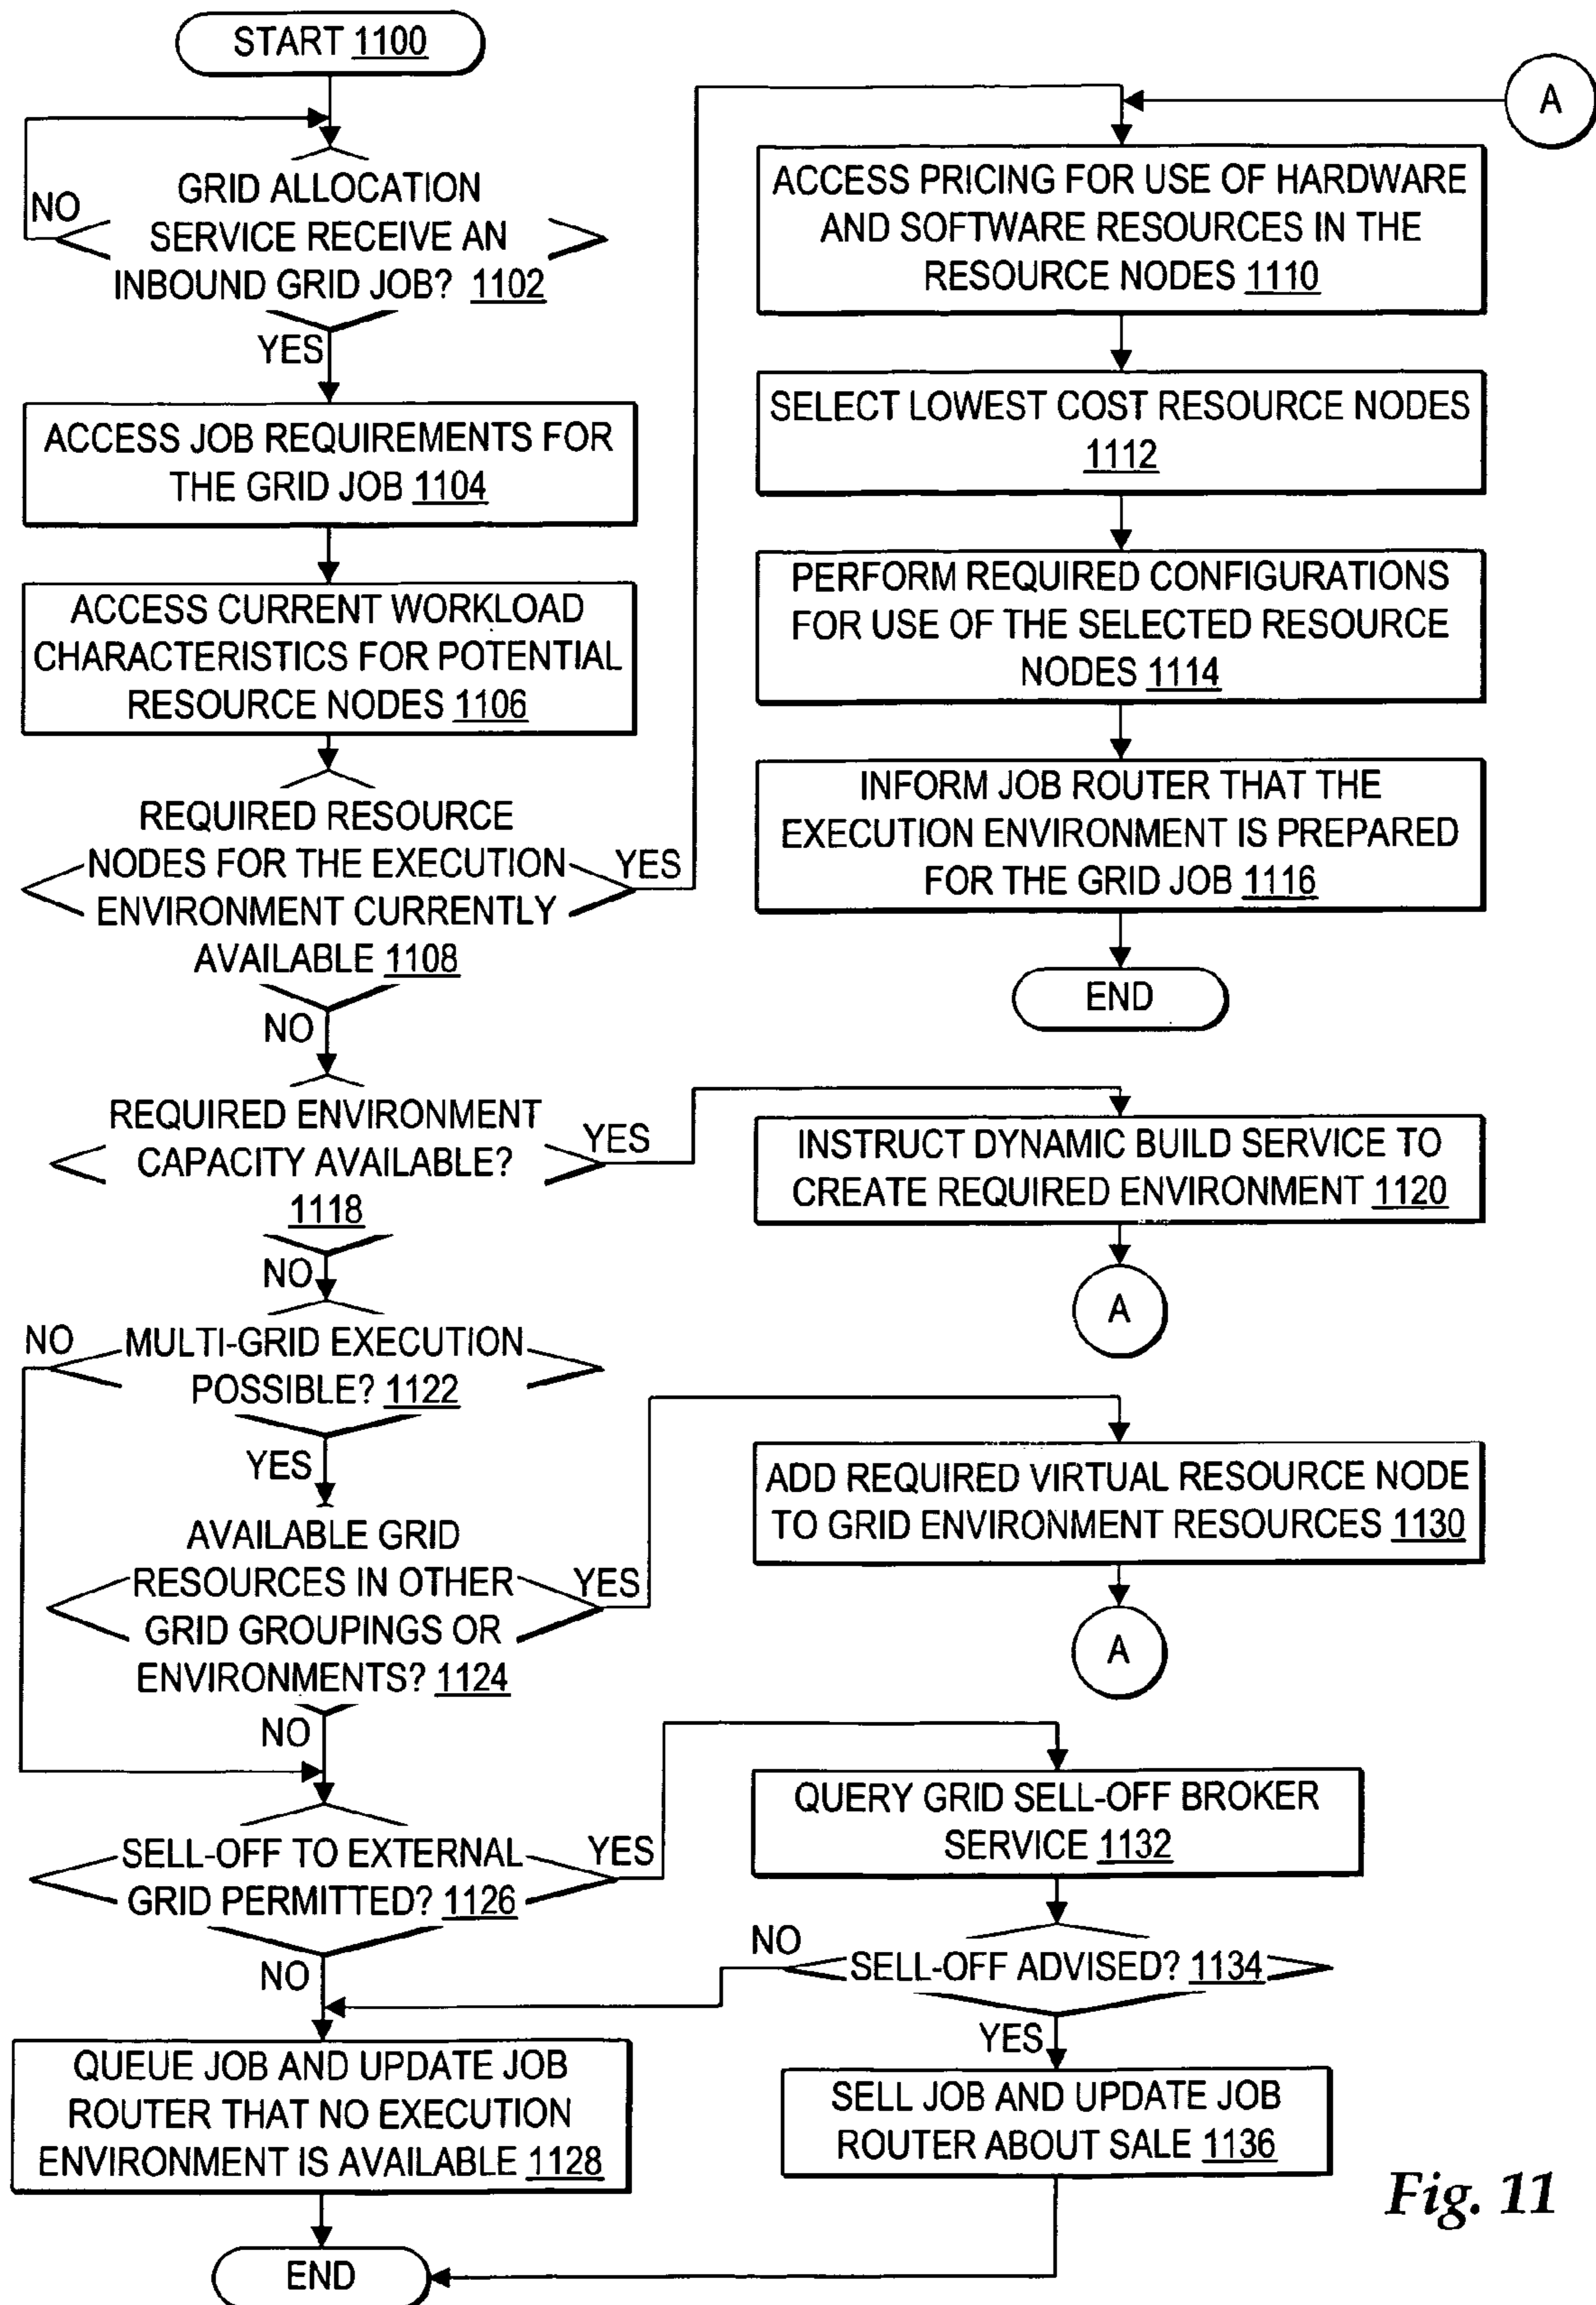 START 1100
NO
GRID ALLOCATION
SERVICE RECEIVE AN
INBOUND GRID JOB? 1102
YES
ACCESS JOB REQUIREMENTS FOR
THE GRID JOB 1104
ACCESS CURRENT WORKLOAD
CHARACTERISTICS FOR POTENTIAL
RESOURCE NODES 1106
REQUIRED RESOURCE
NODES FOR THE EXECUTION
ENVIRONMENT CURRENTLY
AVAILABLE 1108
YES
NO
A
ACCESS PRICING FOR USE OF HARDWARE
AND SOFTWARE RESOURCES IN THE
RESOURCE NODES 1110
SELECT LOWEST COST RESOURCE NODES
1112
PERFORM REQUIRED CONFIGURATIONS
FOR USE OF THE SELECTED RESOURCE
NODES 1114
INFORM JOB ROUTER THAT THE
EXECUTION ENVIRONMENT IS PREPARED
FOR THE GRID JOB 1116
END
REQUIRED ENVIRONMENT
CAPACITY AVAILABLE?
1118
YES
NO
INSTRUCT DYNAMIC BUILD SERVICE TO
CREATE REQUIRED ENVIRONMENT 1120
A
NO
MULTI-GRID EXECUTION
POSSIBLE? 1122
YES
AVAILABLE GRID
RESOURCES IN OTHER
GRID GROUPINGS OR
ENVIRONMENTS? 1124
YES
NO
ADD REQUIRED VIRTUAL RESOURCE NODE
TO GRID ENVIRONMENT RESOURCES 1130
A
SELL-OFF TO EXTERNAL
GRID PERMITTED? 1126
YES
NO
QUERY GRID SELL-OFF BROKER
SERVICE 1132
NO
SELL-OFF ADVISED? 1134
YES
QUEUE JOB AND UPDATE JOB
ROUTER THAT NO EXECUTION
ENVIRONMENT IS AVAILABLE 1128
SELL JOB AND UPDATE JOB
ROUTER ABOUT SALE 1136
END
Fig. 11